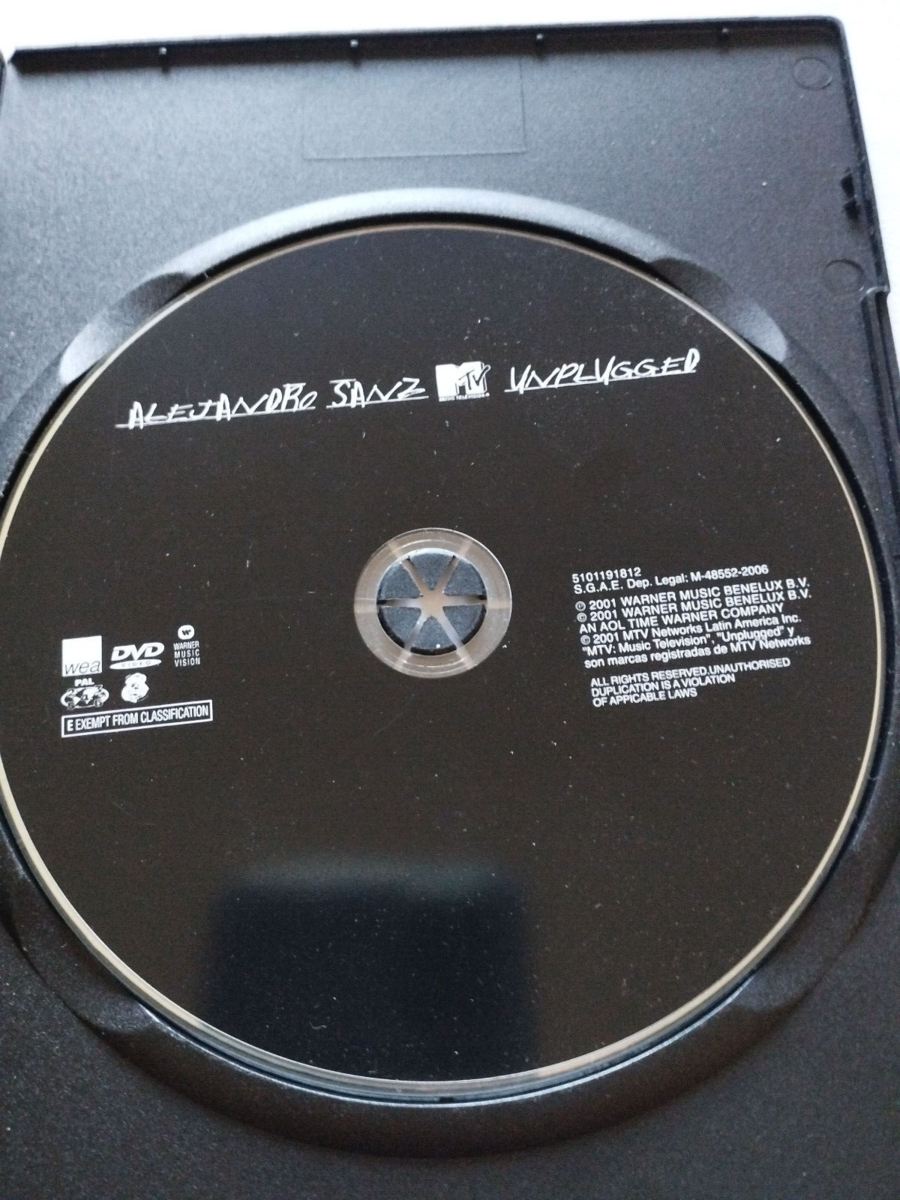 ALEJANDRO SANZ MTV UNPLUGGED
MUSIC TELEVISION
5101191812
S.G.A.E. Dep. Legal: M-48552-2006
℗ 2001 WARNER MUSIC BENELUX B.V.
© 2001 WARNER MUSIC BENELUX B.V.
AN AOL TIME WARNER COMPANY
© 2001 MTV Networks Latin America Inc.
"MTV: Music Television", "Unplugged" y
son marcas registradas de MTV Networks
ALL RIGHTS RESERVED.UNAUTHORISED
DUPLICATION IS A VIOLATION
OF APPICABLE LAWS
wea
DVD
VIDEO
WARNER
MUSIC
VISION
PAL
E EXEMPT FROM CLASSIFICATION